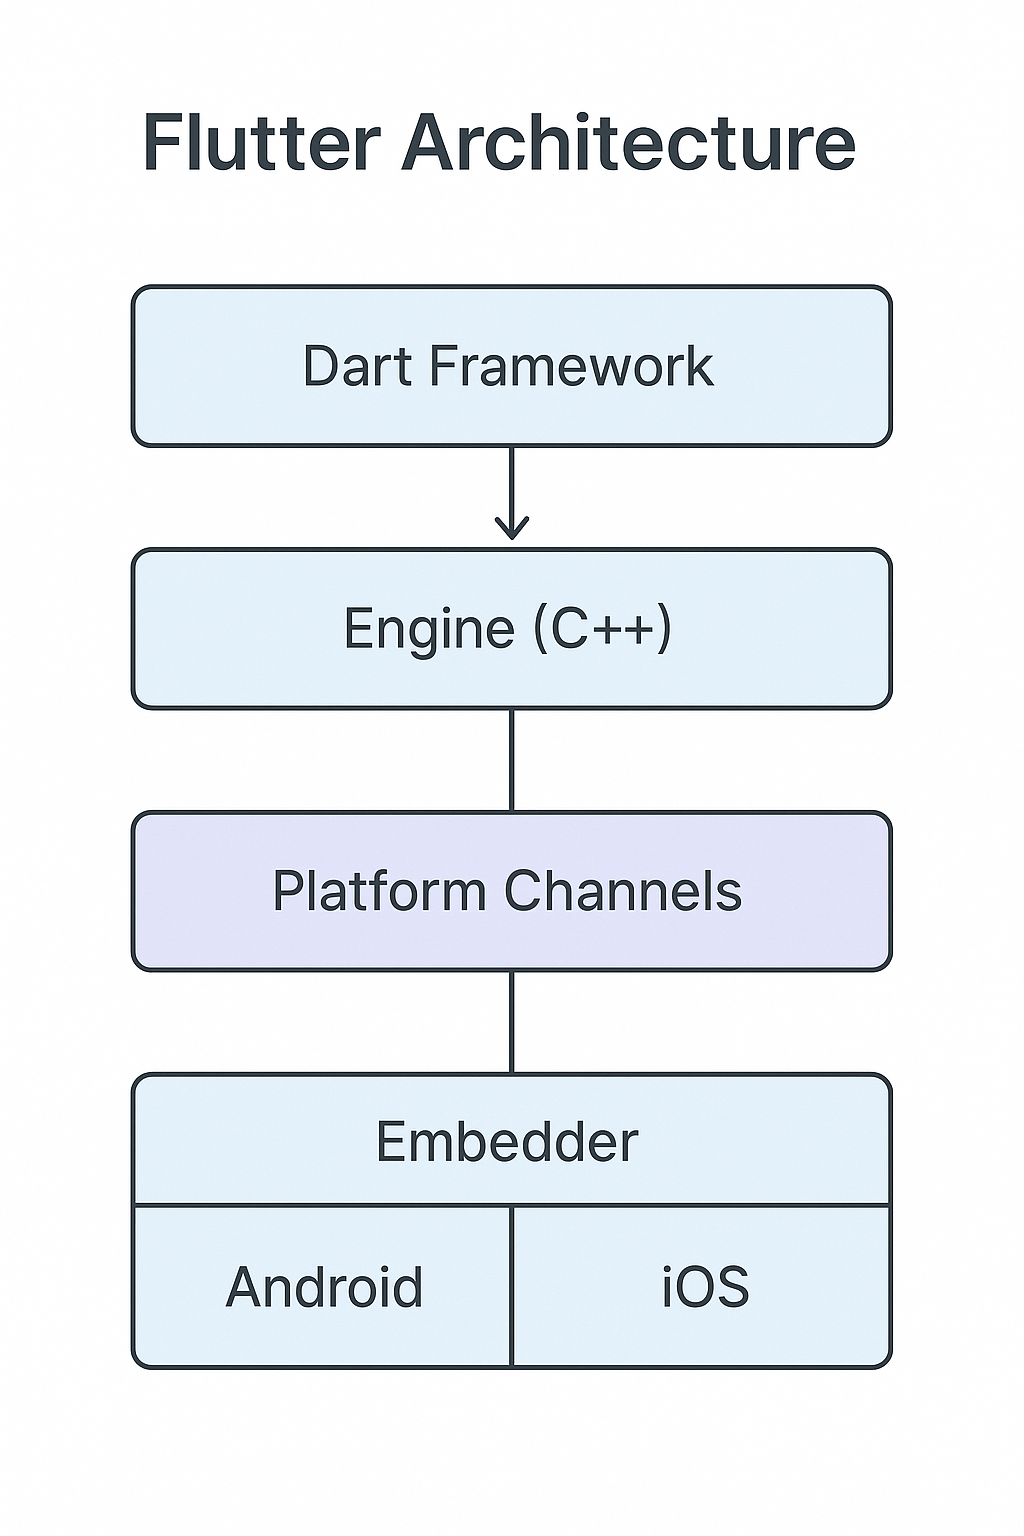 Flutter Architecture
Dart Framework
Engine (C++)
Platform Channels
Embedder
Android
iOS